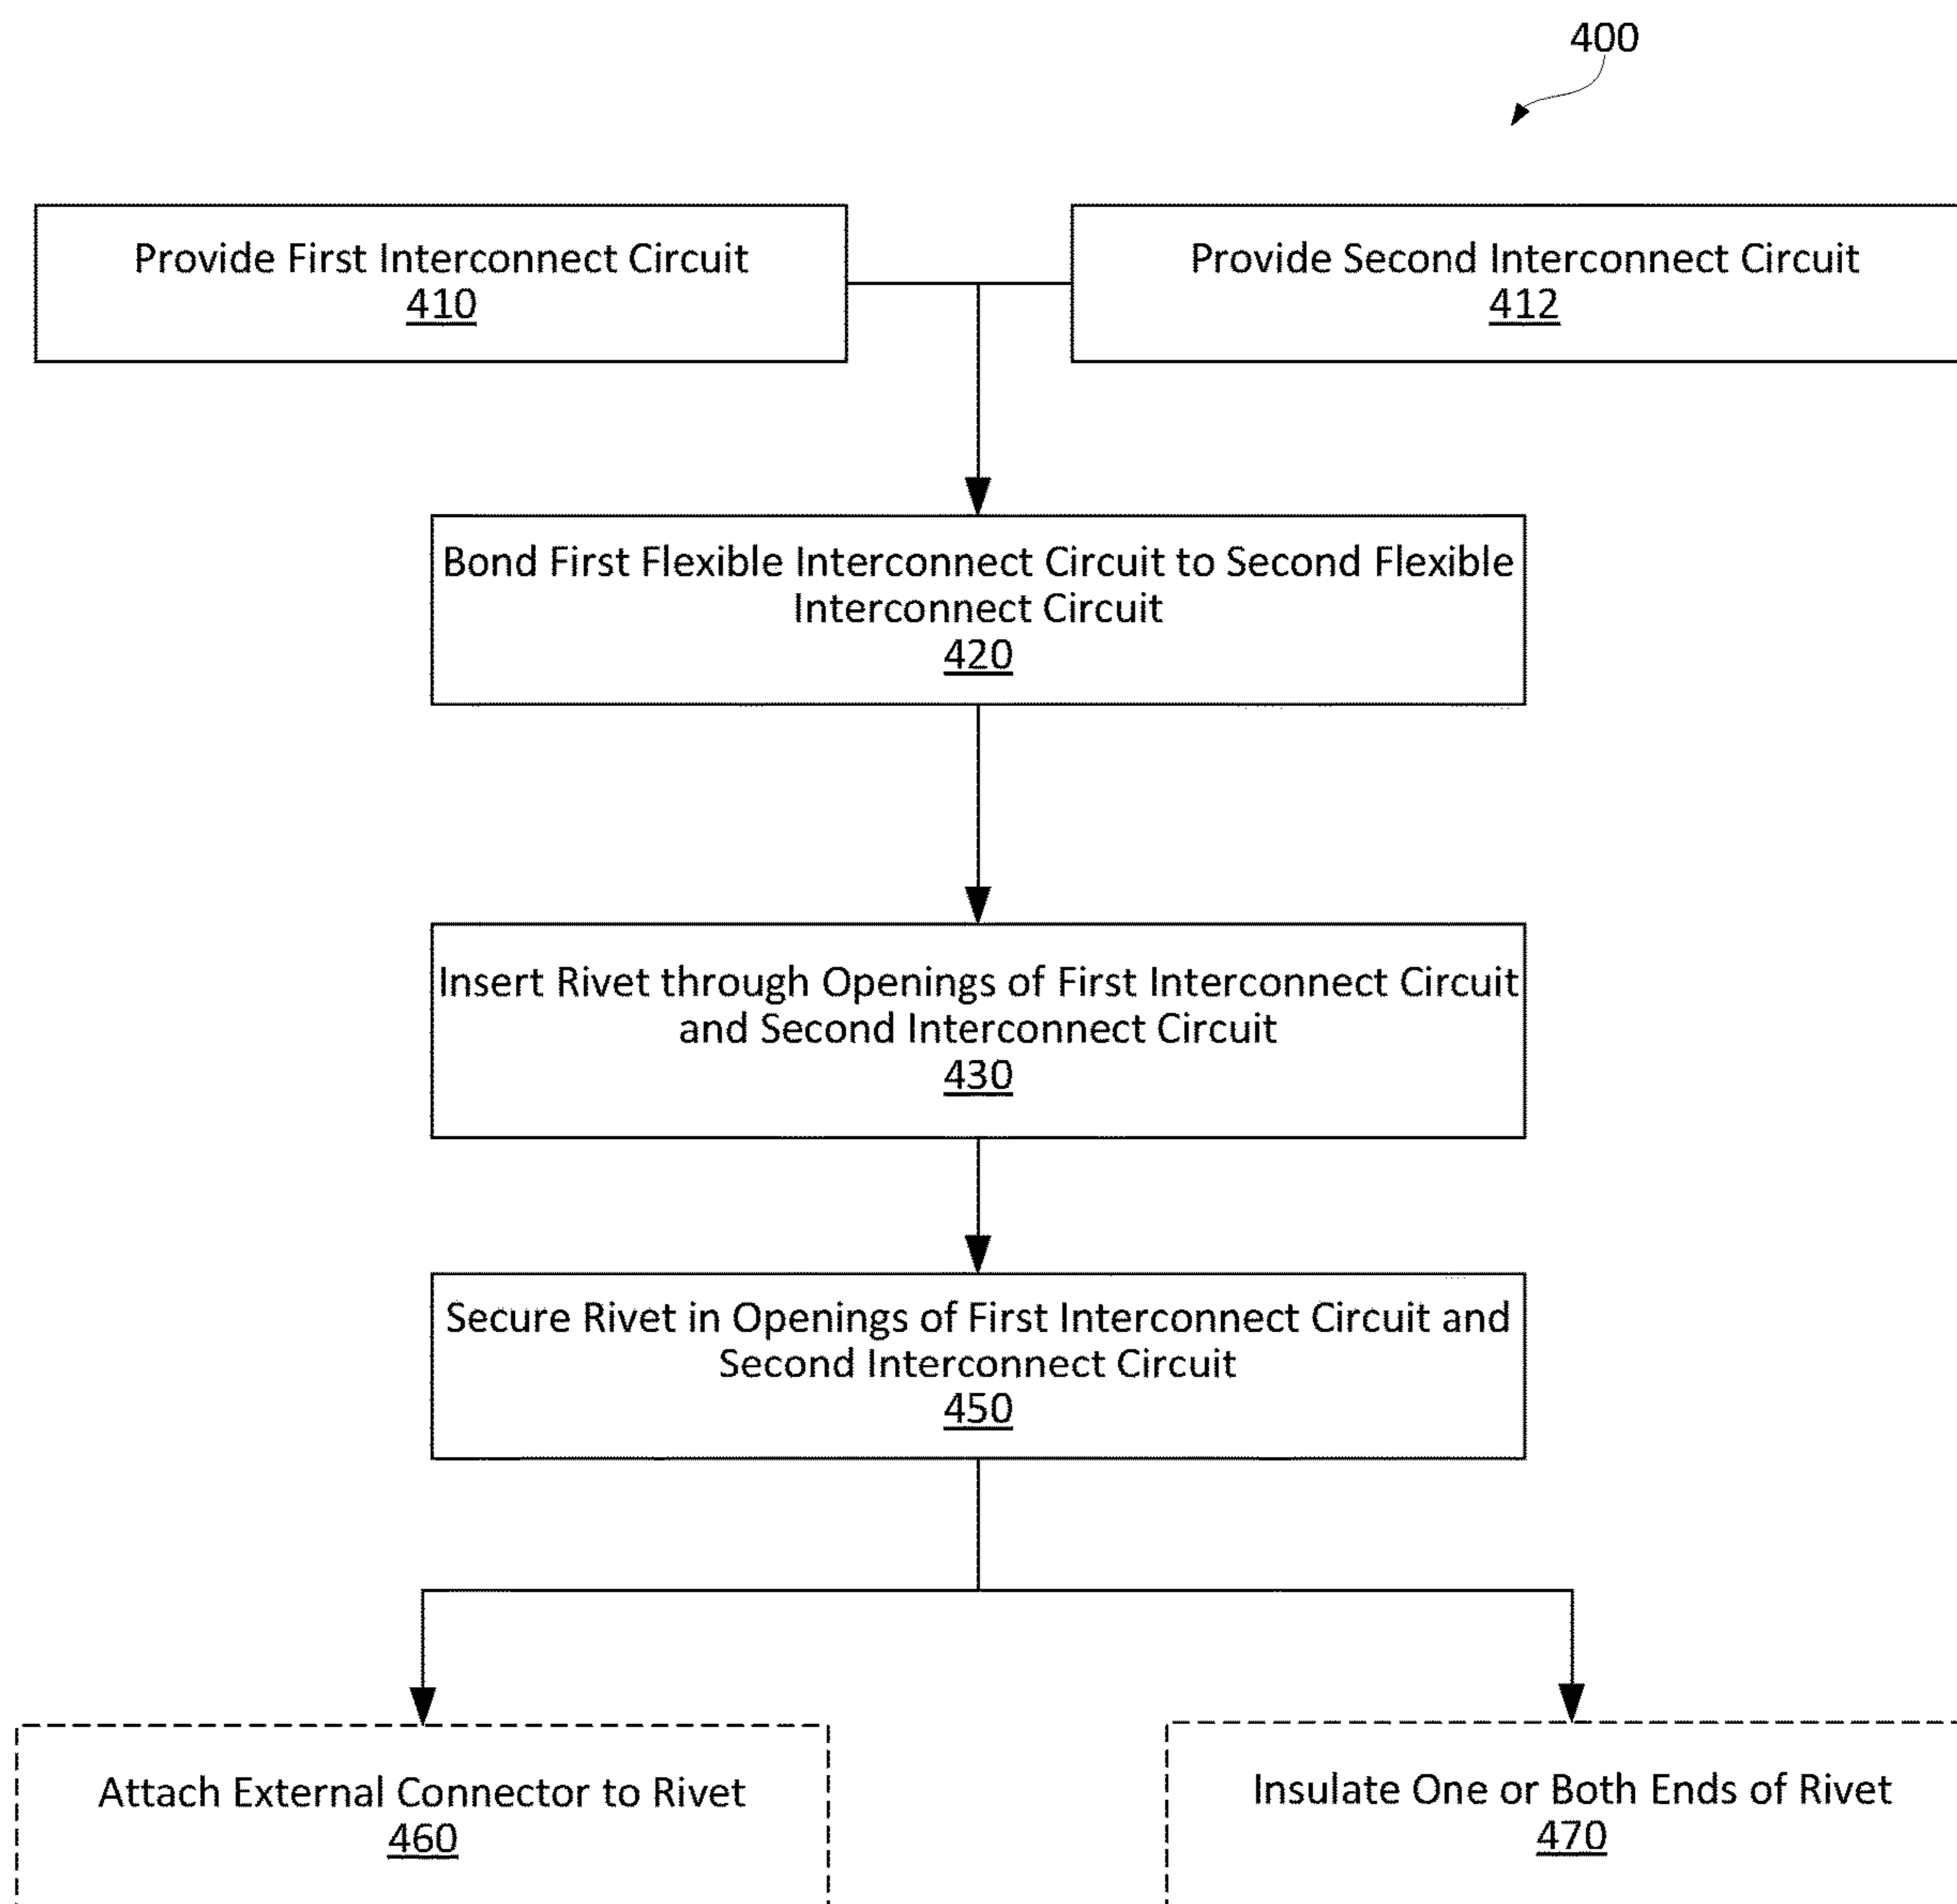 400
Provide First Interconnect Circuit
410
Provide Second Interconnect Circuit
412
Bond First Flexible Interconnect Circuit to Second Flexible
Interconnect Circuit
420
Insert Rivet through Openings of First Interconnect Circuit
and Second Interconnect Circuit
430
Secure Rivet in Openings of First Interconnect Circuit and
Second Interconnect Circuit
450
Attach External Connector to Rivet
460
Insulate One or Both Ends of Rivet
470